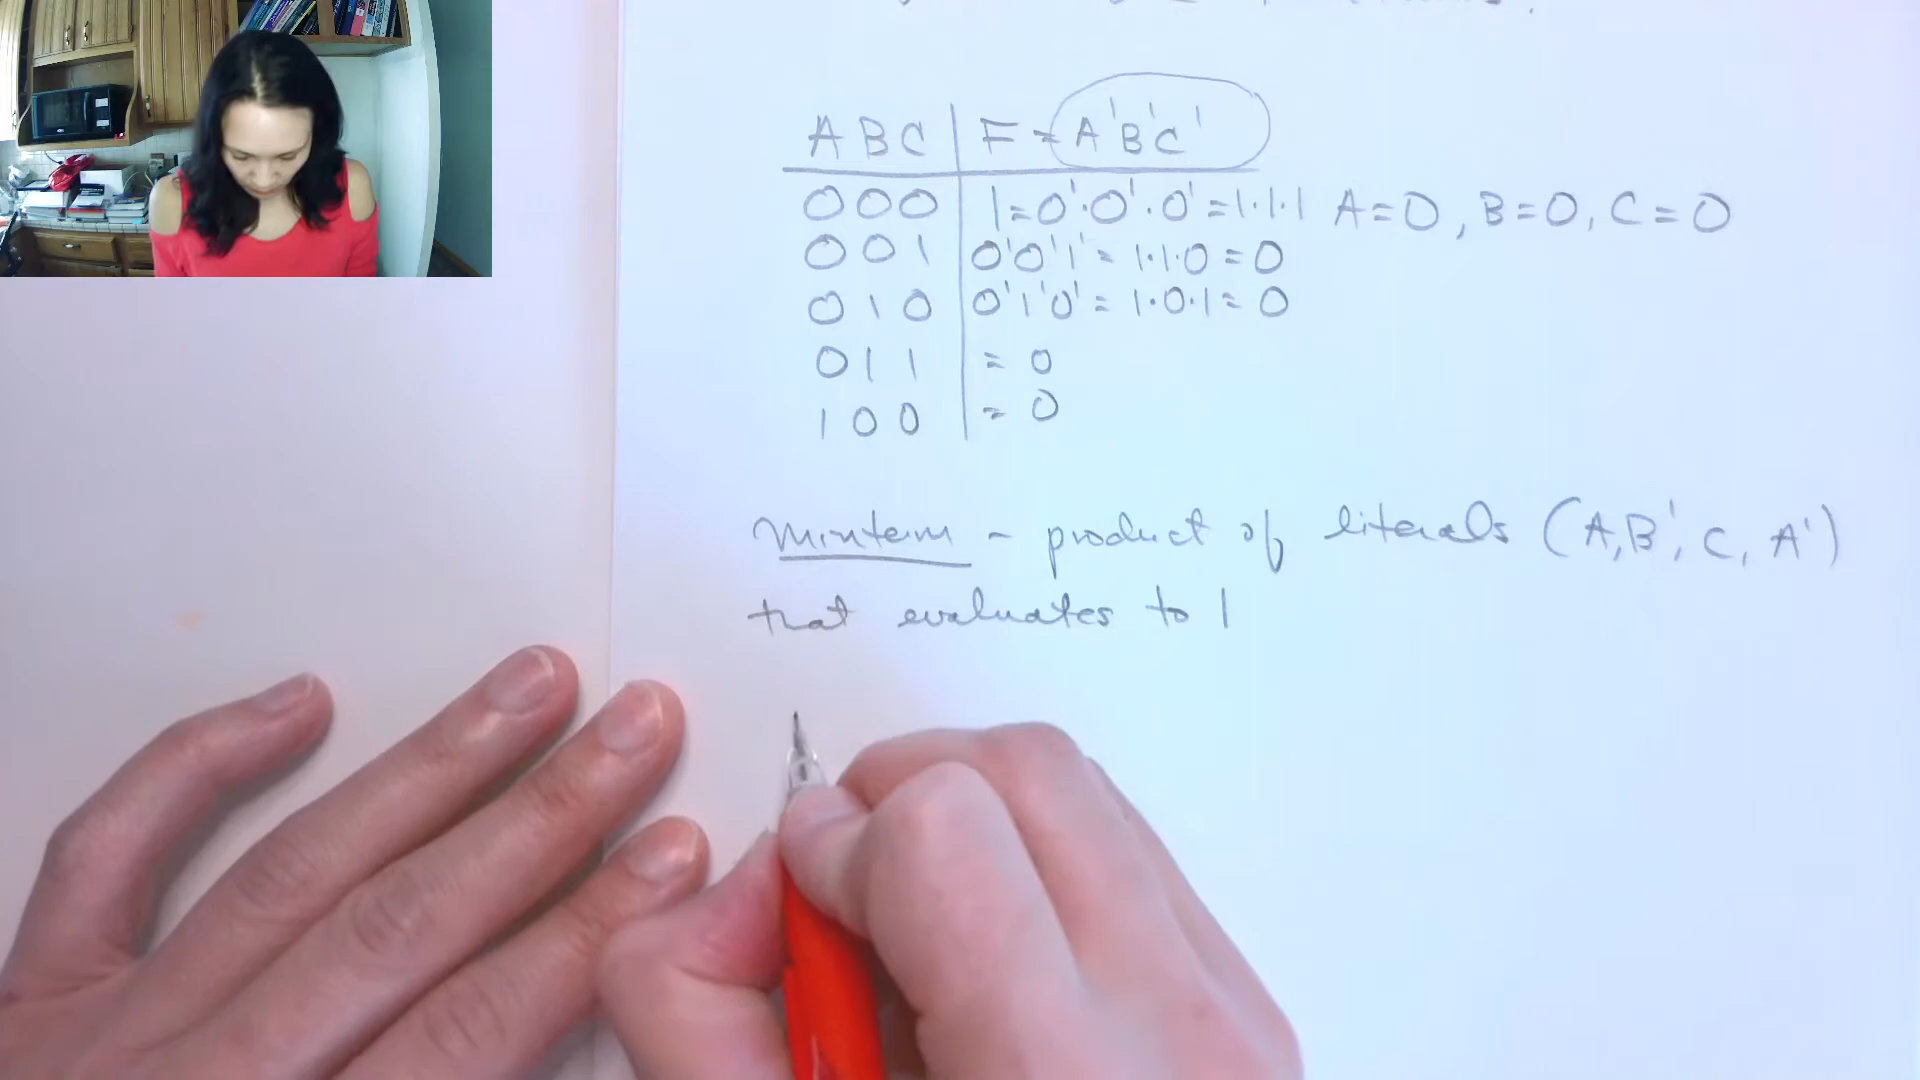 A B C | F = A'B'C'
0 0 0 | 1=0'·0'·0'=1·1·1 A=0, B=0, C=0
0 0 1 | 0'0'1' = 1·1·0 = 0
0 1 0 | 0'1'0' = 1·0·1 = 0
0 1 1 | = 0
1 0 0 | = 0
Minterm - product of literals (A, B', C, A')
that evaluates to 1